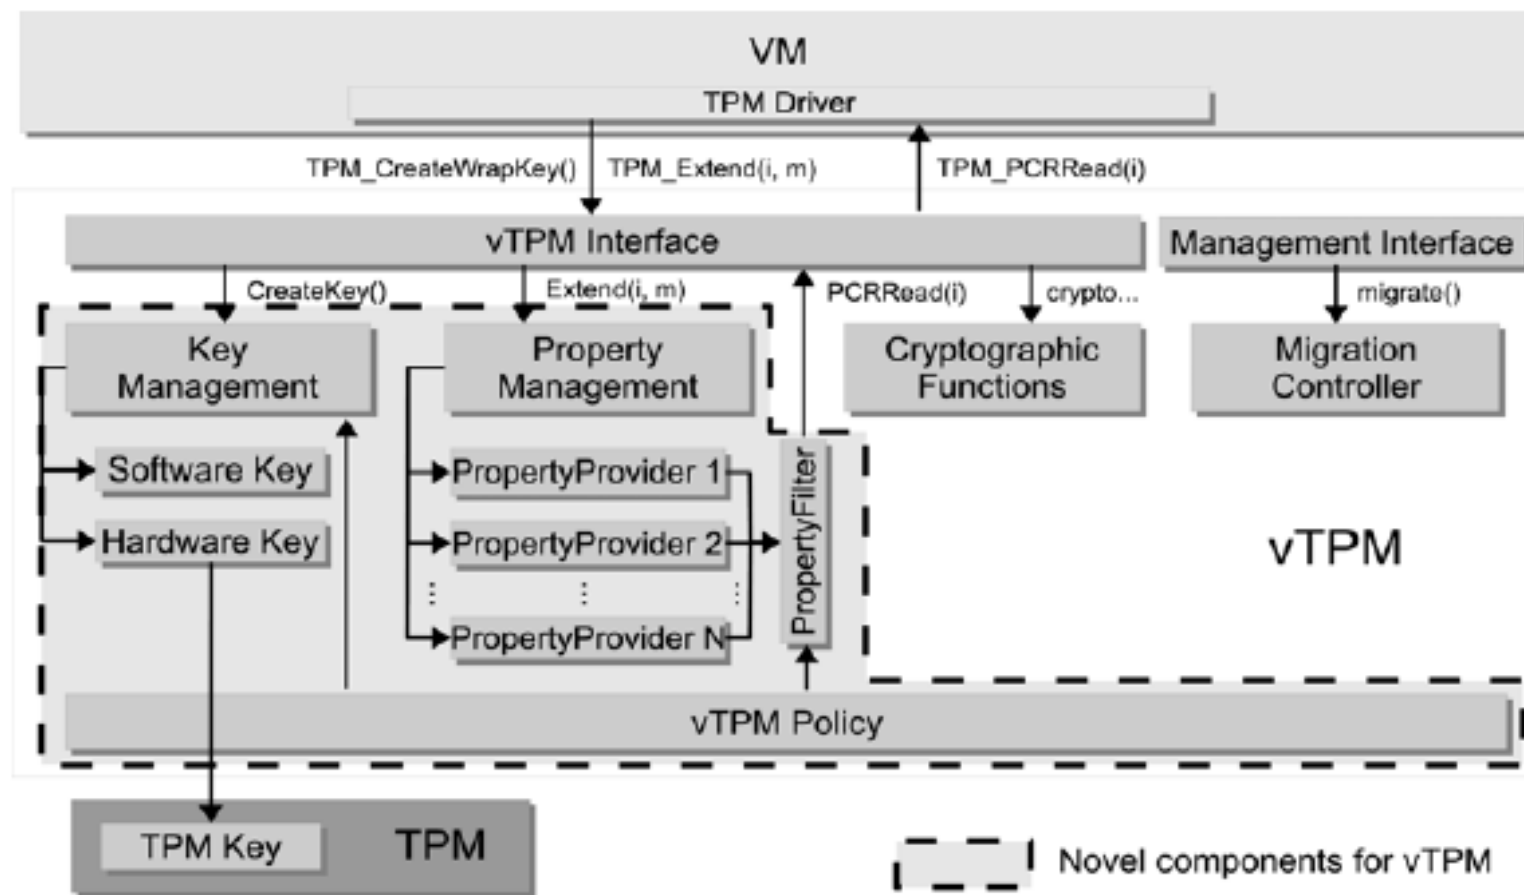 VM
TPM Driver
TPM_CreateWrapKey()
TPM_Extend(i, m)
TPM_PCRRead(i)
vTPM Interface
Management Interface
CreateKey()
Extend(i, m)
PCRRead(i)
crypto...
migrate()
Key
Management
Property
Management
Cryptographic
Functions
Migration
Controller
Software Key
Hardware Key
PropertyProvider 1
PropertyProvider 2
PropertyProvider N
PropertyFilter
vTPM
vTPM Policy
TPM Key
TPM
Novel components for vTPM